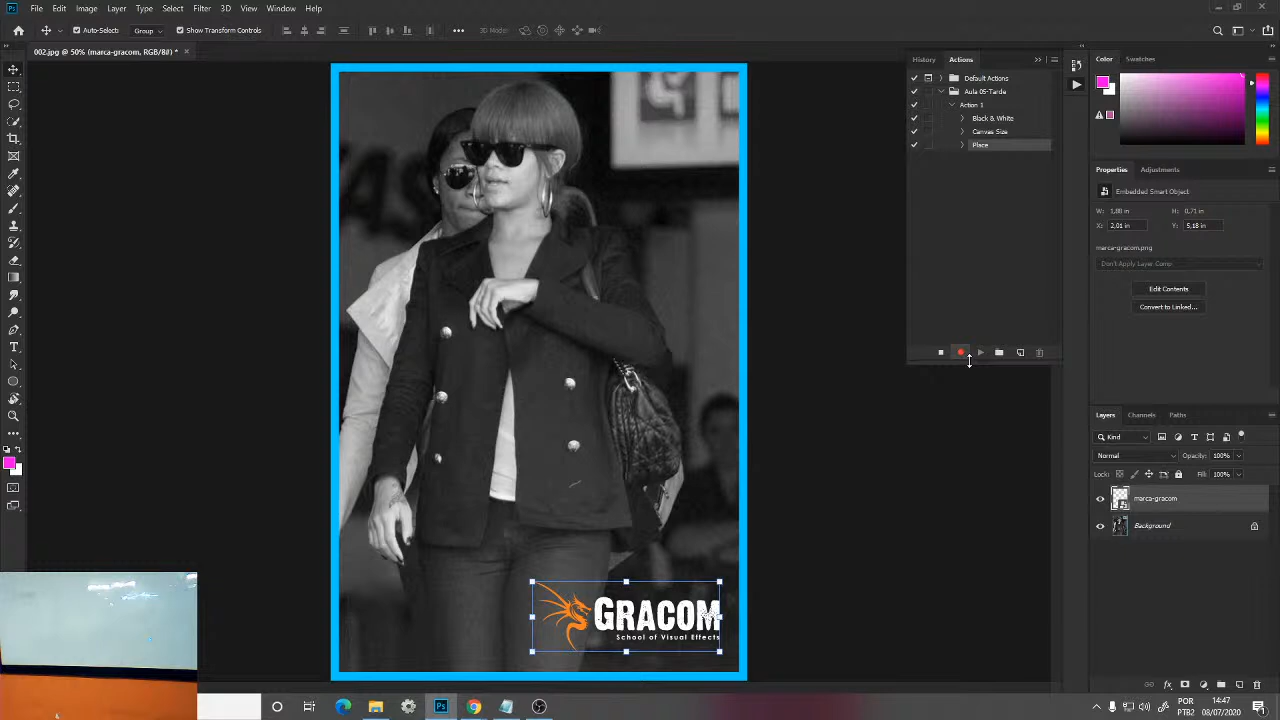 File Edit Image Layer Type Select Filter 3D View Window Help
Auto-Select: Group Show Transform Controls 3D Mode:
002.jpg @ 50% (marca-gracom, RGB/8#) *
History Actions
Default Actions
Aula 05-Tarde
Action 1
Black & White
Canvas Size
Place
Color Swatches
Properties Adjustments
Embedded Smart Object
W: 1,88 in H: 0,71 in
X: 2,01 in Y: 5,18 in
marca-gracom.png
Don't Apply Layer Comp
Edit Contents
Convert to Linked...
Layers Channels Paths
Kind
Normal Opacity: 100%
Lock: Fill: 100%
marca-gracom
Background
GRACOM
School of Visual Effects
POR 14:47
PTB2 08/07/2020